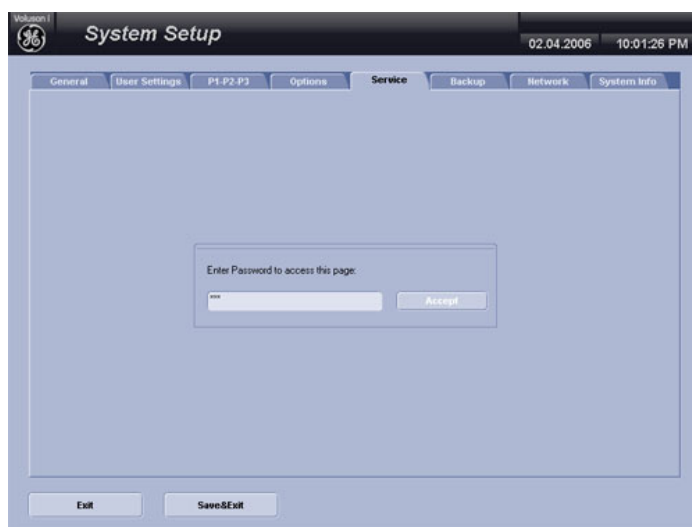 Voluson i
System Setup
02.04.2006 10:01:26 PM
General User Settings P1-P2-P3 Options Service Backup Network System Info
Enter Password to access this page:
*** Accept
Exit Save&Exit